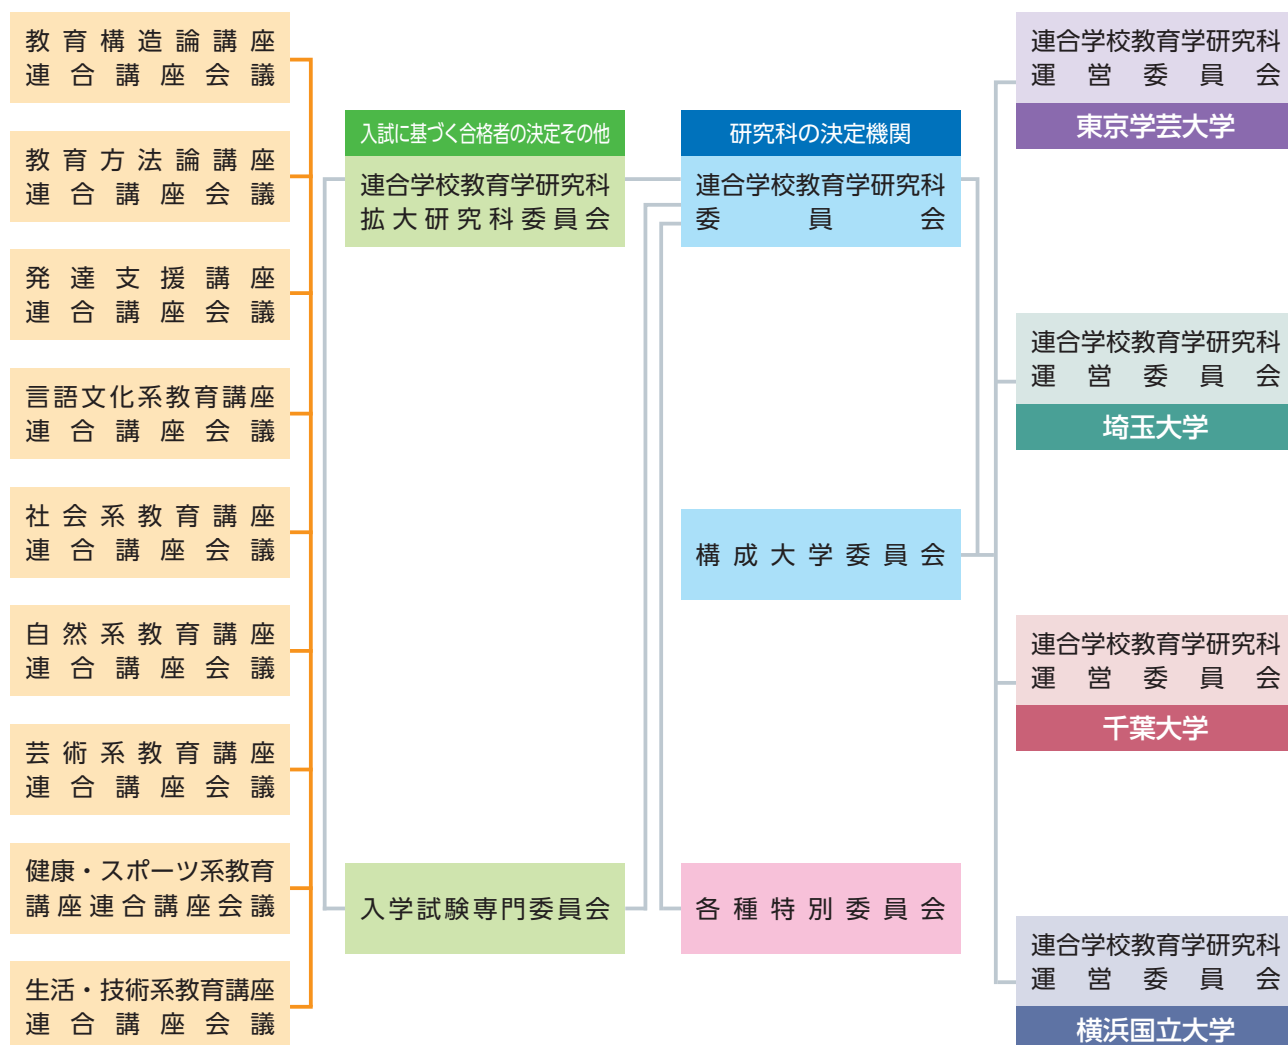 教育構造論講座
連合講座会議
教育方法論講座
連合講座会議
発達支援講座
連合講座会議
言語文化系教育講座
連合講座会議
社会系教育講座
連合講座会議
自然系教育講座
連合講座会議
芸術系教育講座
連合講座会議
健康・スポーツ系教育
講座連合講座会議
生活・技術系教育講座
連合講座会議
入試に基づく合格者の決定その他
連合学校教育学研究科
拡大研究科委員会
入学試験専門委員会
研究科の決定機関
連合学校教育学研究科
委員会
構成大学委員会
各種特別委員会
連合学校教育学研究科
運営委員会
東京学芸大学
連合学校教育学研究科
運営委員会
埼玉大学
連合学校教育学研究科
運営委員会
千葉大学
連合学校教育学研究科
運営委員会
横浜国立大学